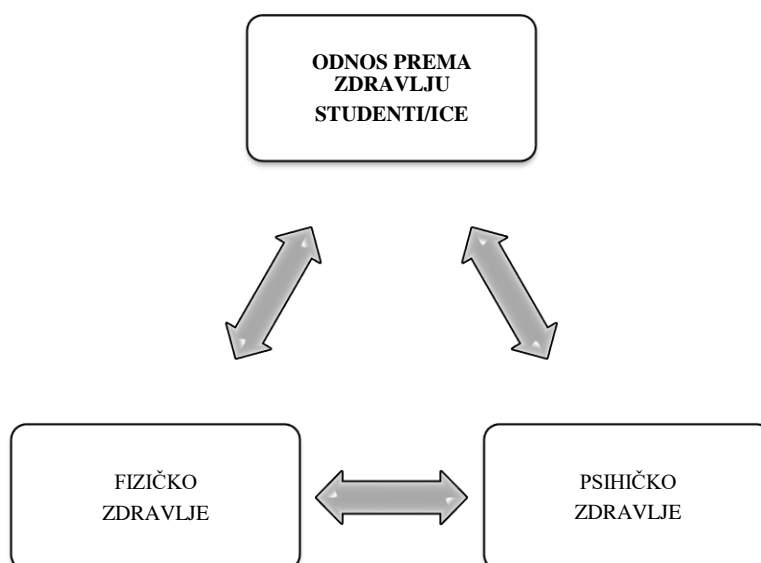 ODNOS PREMA
ZDRAVLJU
STUDENTI/ICE
FIZIČKO
ZDRAVLJE
PSIHIČKO
ZDRAVLJE